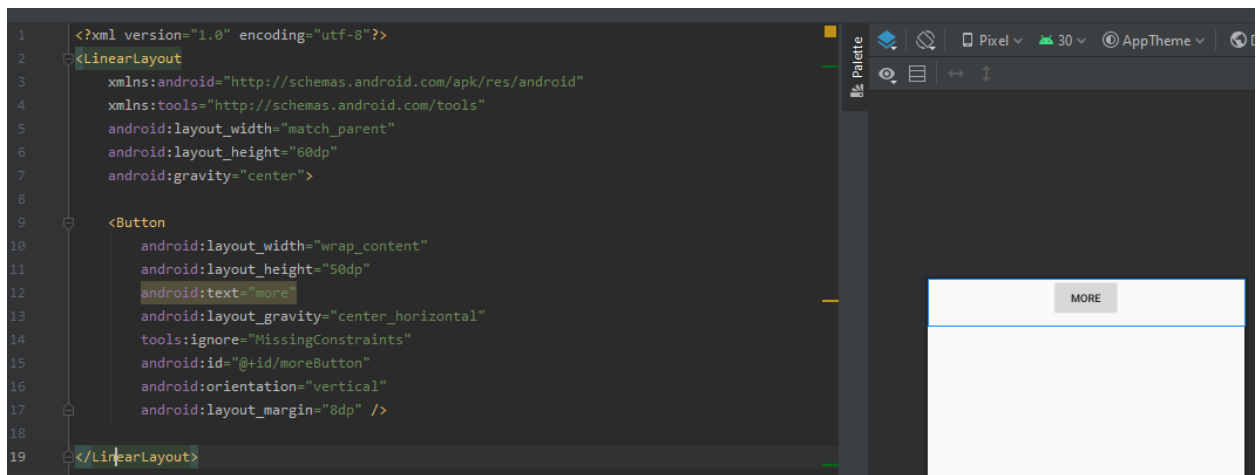 1 <?xml version="1.0" encoding="utf-8"?>
2 <LinearLayout
3 xmlns:android="http://schemas.android.com/apk/res/android"
4 xmlns:tools="http://schemas.android.com/tools"
5 android:layout_width="match_parent"
6 android:layout_height="60dp"
7 android:gravity="center">
8
9 <Button
10 android:layout_width="wrap_content"
11 android:layout_height="50dp"
12 android:text="more"
13 android:layout_gravity="center_horizontal"
14 tools:ignore="MissingConstraints"
15 android:id="@+id/moreButton"
16 android:orientation="vertical"
17 android:layout_margin="8dp" />
18
19 </LinearLayout>
Palette
Pixel 30 AppTheme D
MORE